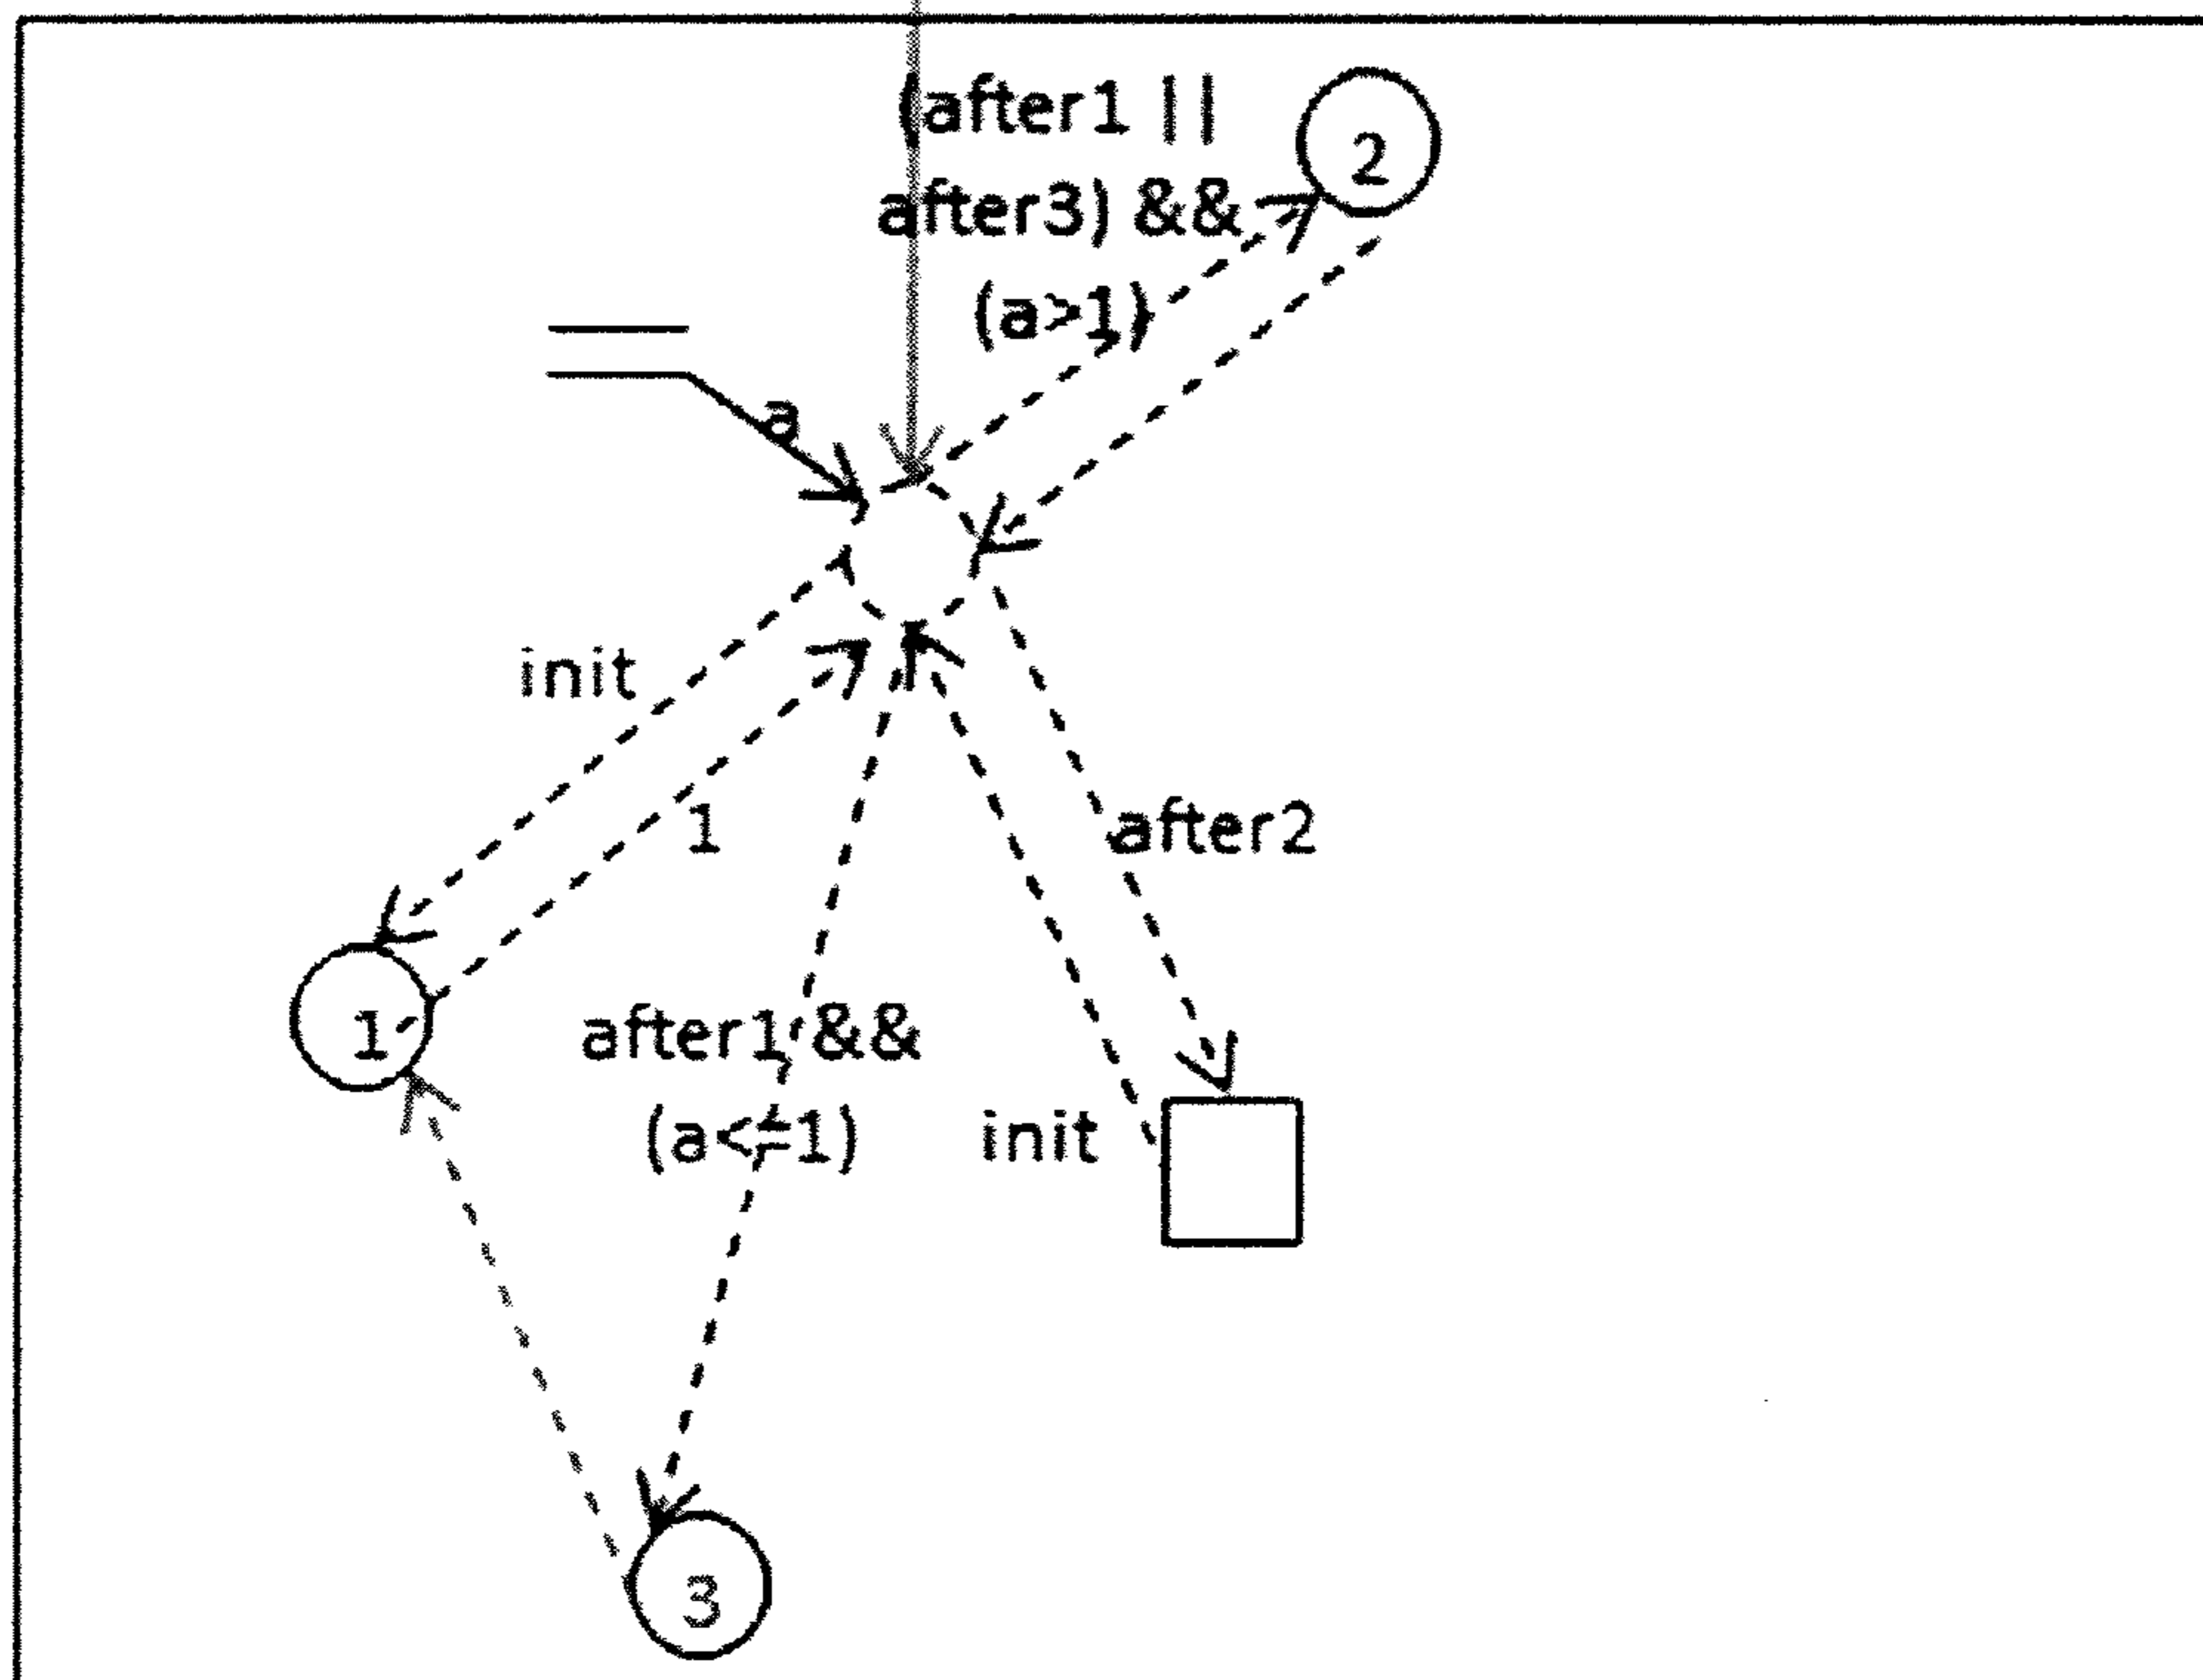 (after1 ||
after3) &&
(a>1)
2
a
init
1
after2
1
after1 &&
(a<=1)
init
3